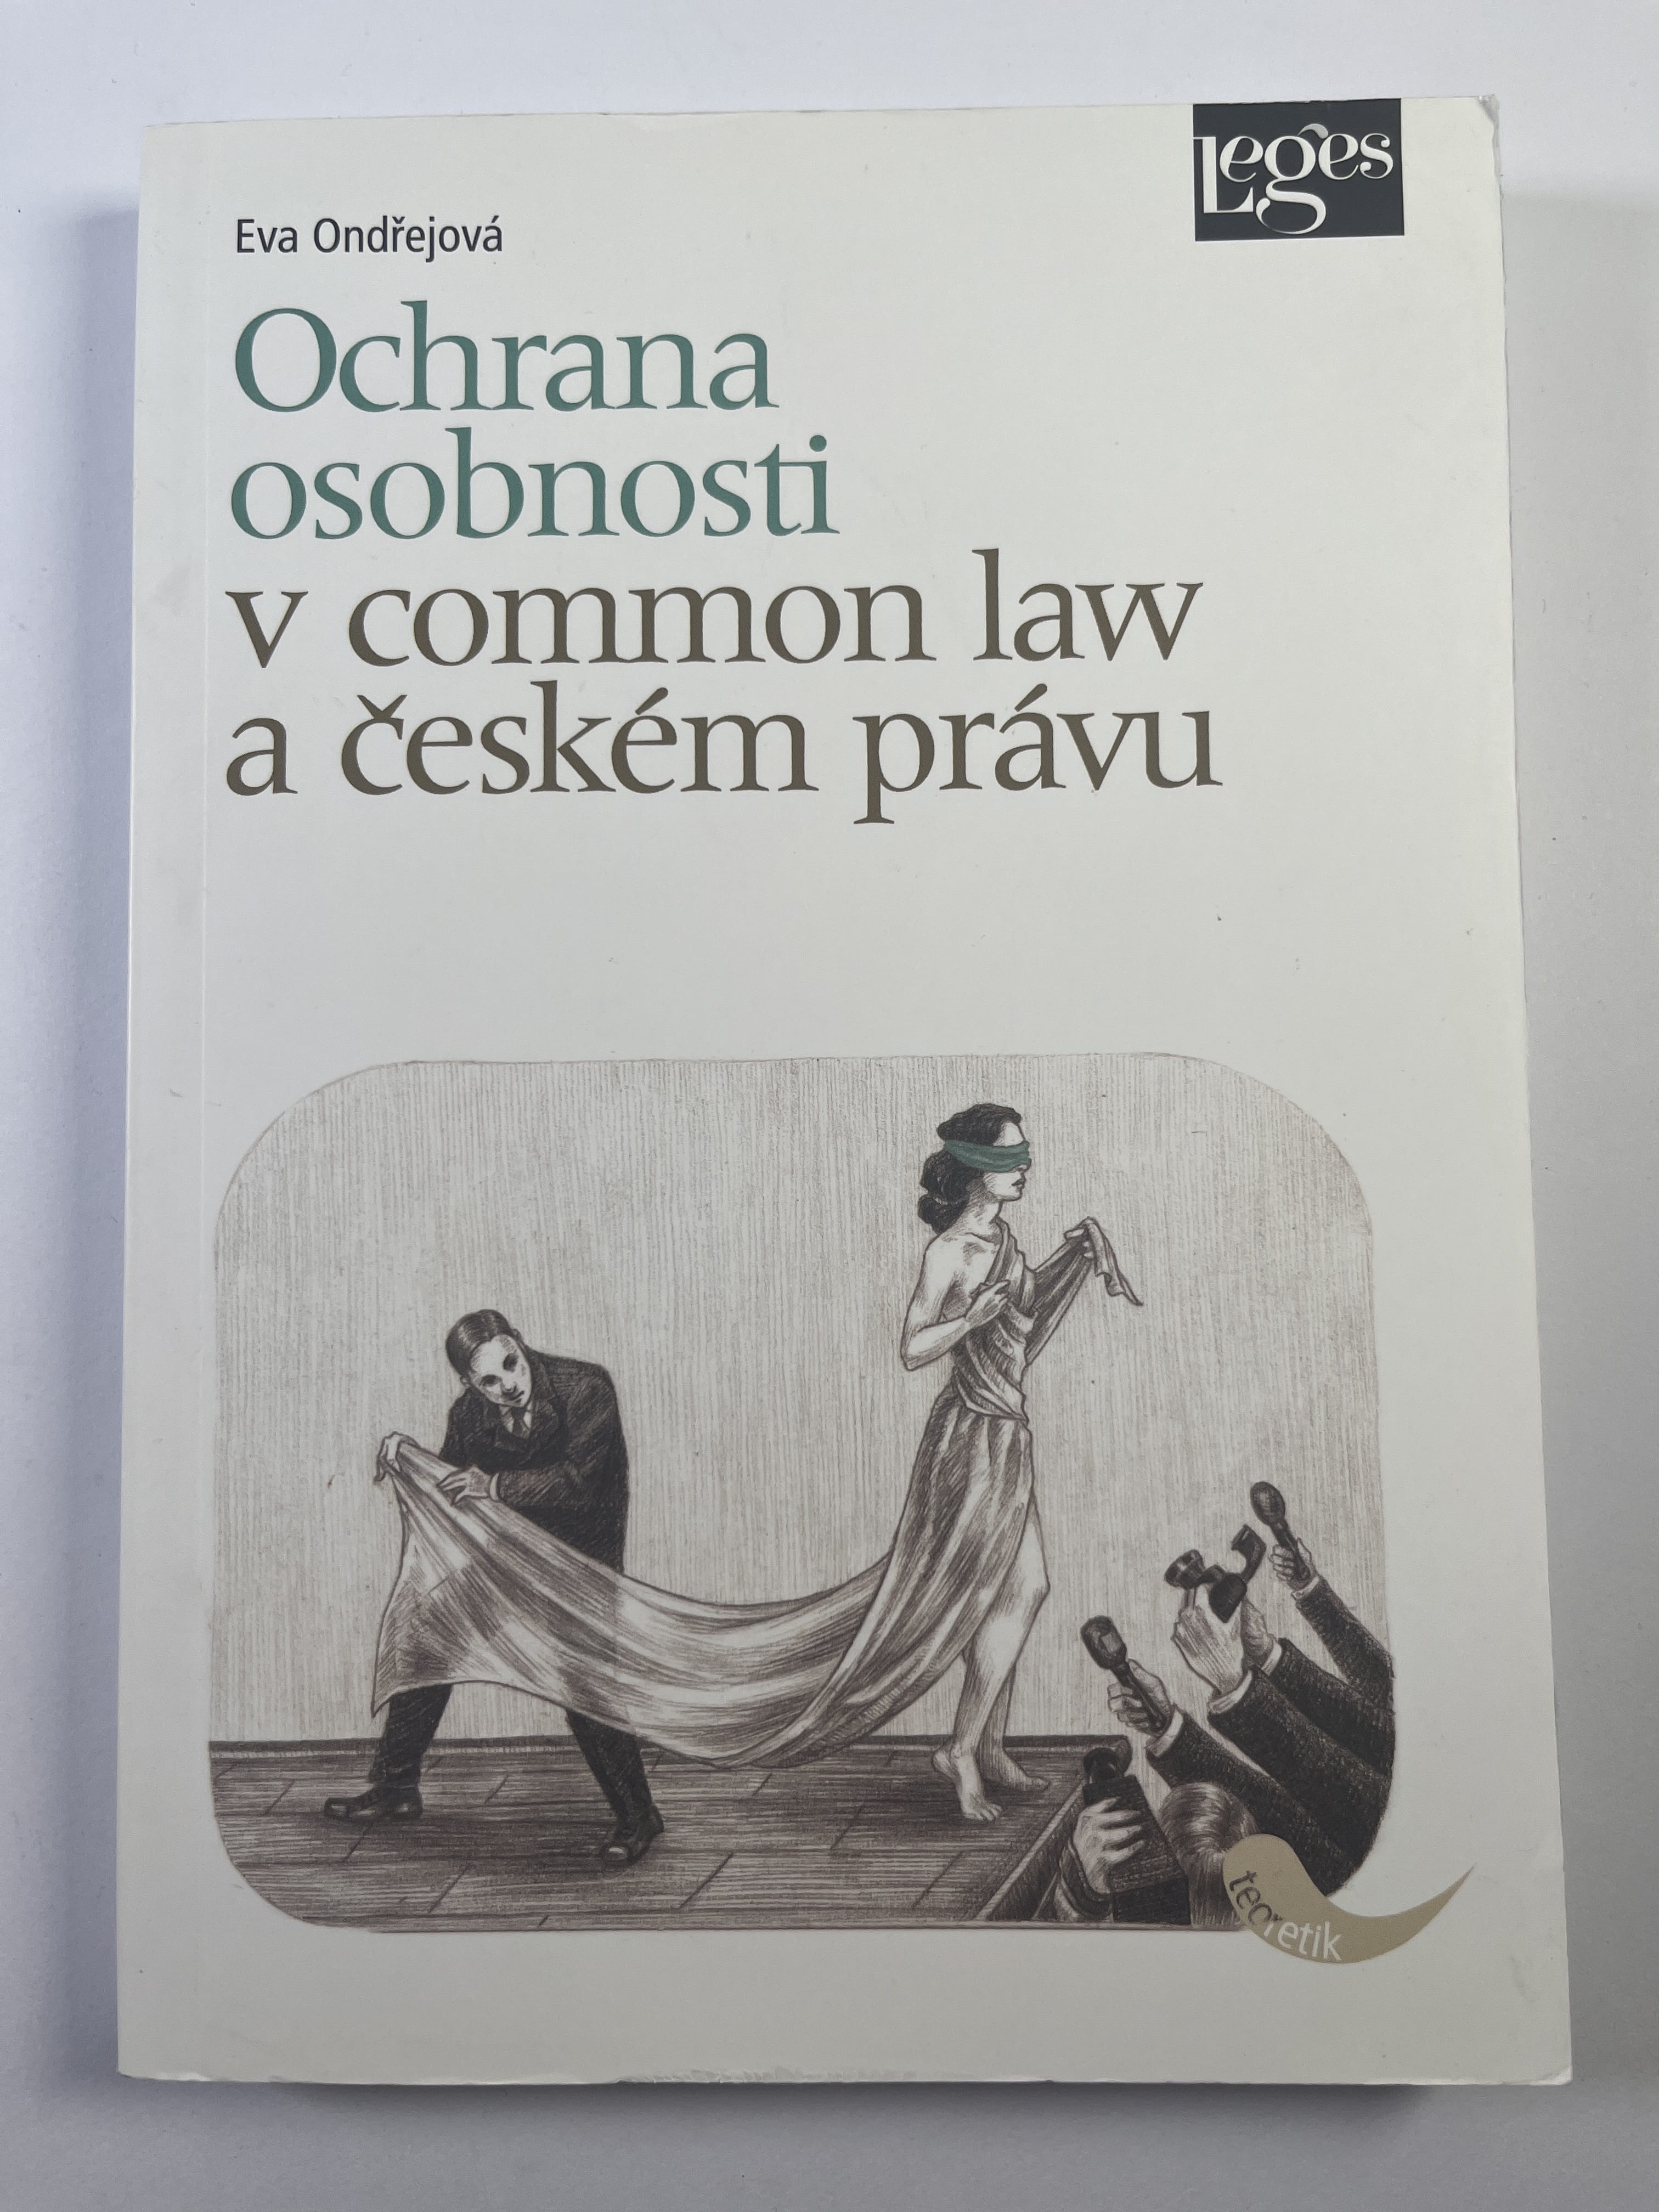 Leges
Eva Ondřejová
Ochrana
osobnosti
v common law
a českém právu
teoretik